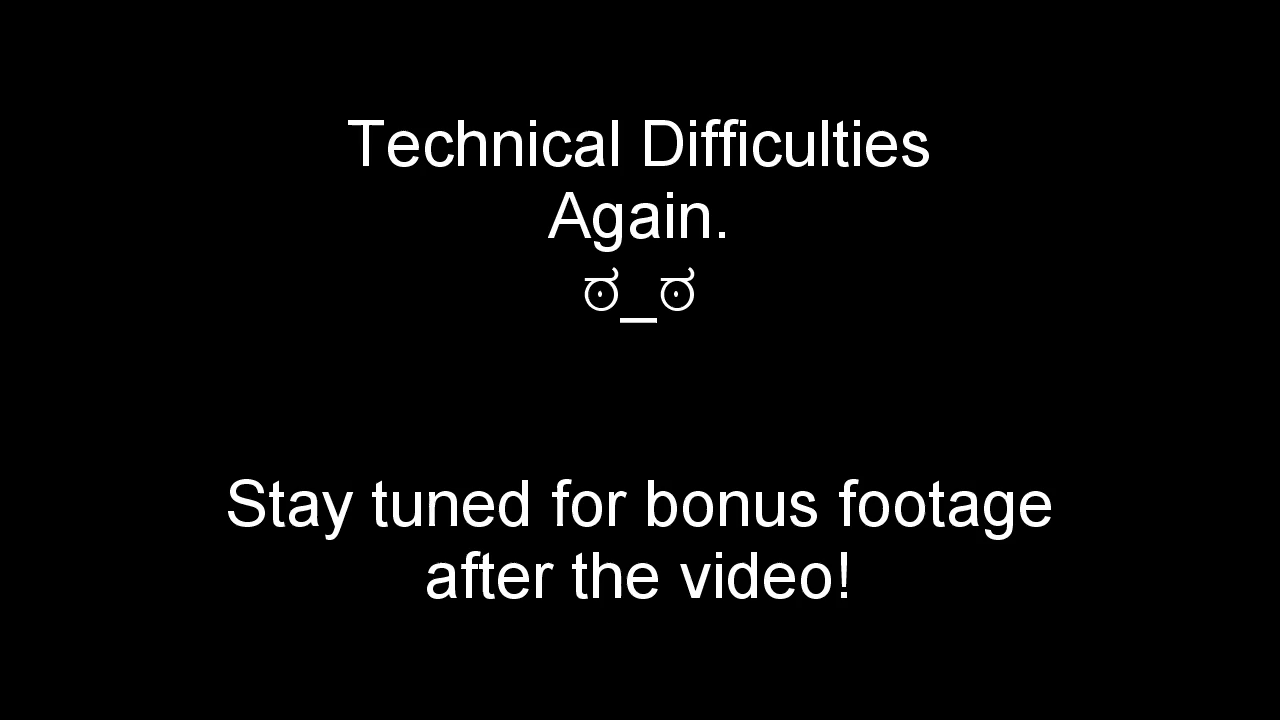 Technical Difficulties
Again.
ಠ_ಠ
Stay tuned for bonus footage
after the video!